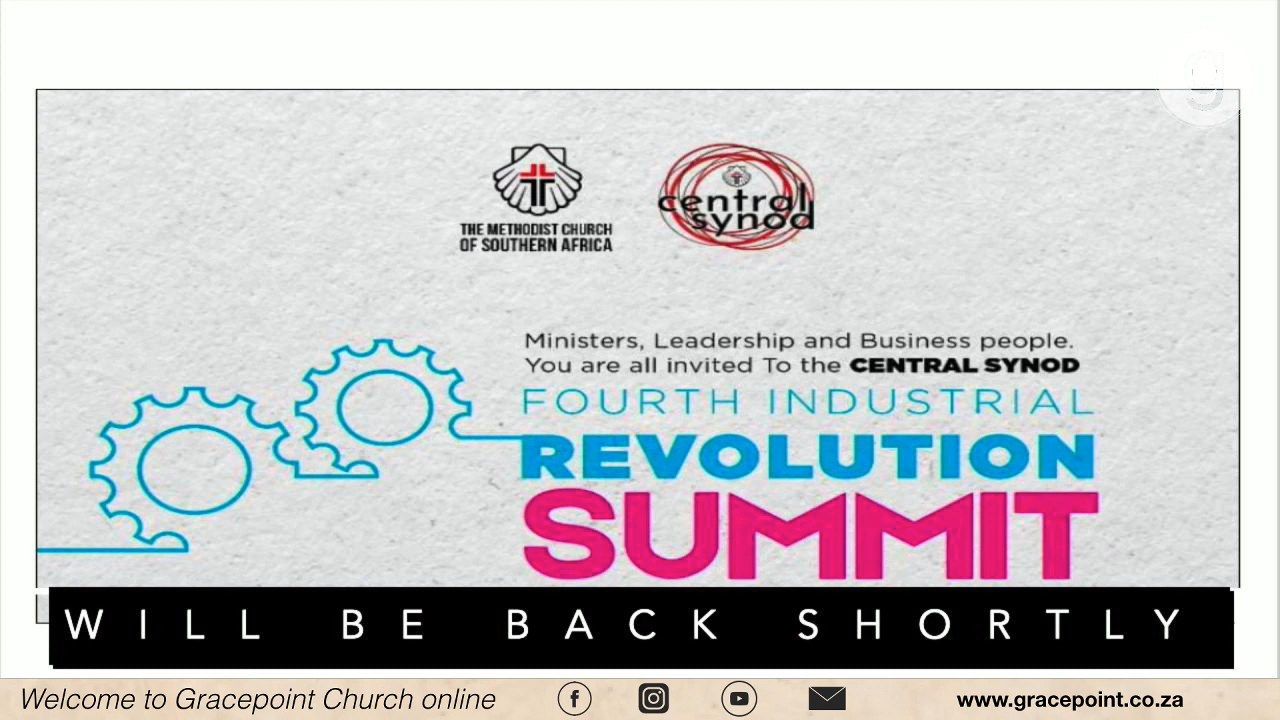 g
THE METHODIST CHURCH
OF SOUTHERN AFRICA
central
synod
Ministers, Leadership and Business people.
You are all invited To the CENTRAL SYNOD
FOURTH INDUSTRIAL
REVOLUTION
SUMMIT
WILL BE BACK SHORTLY
Welcome to Gracepoint Church online
www.gracepoint.co.za